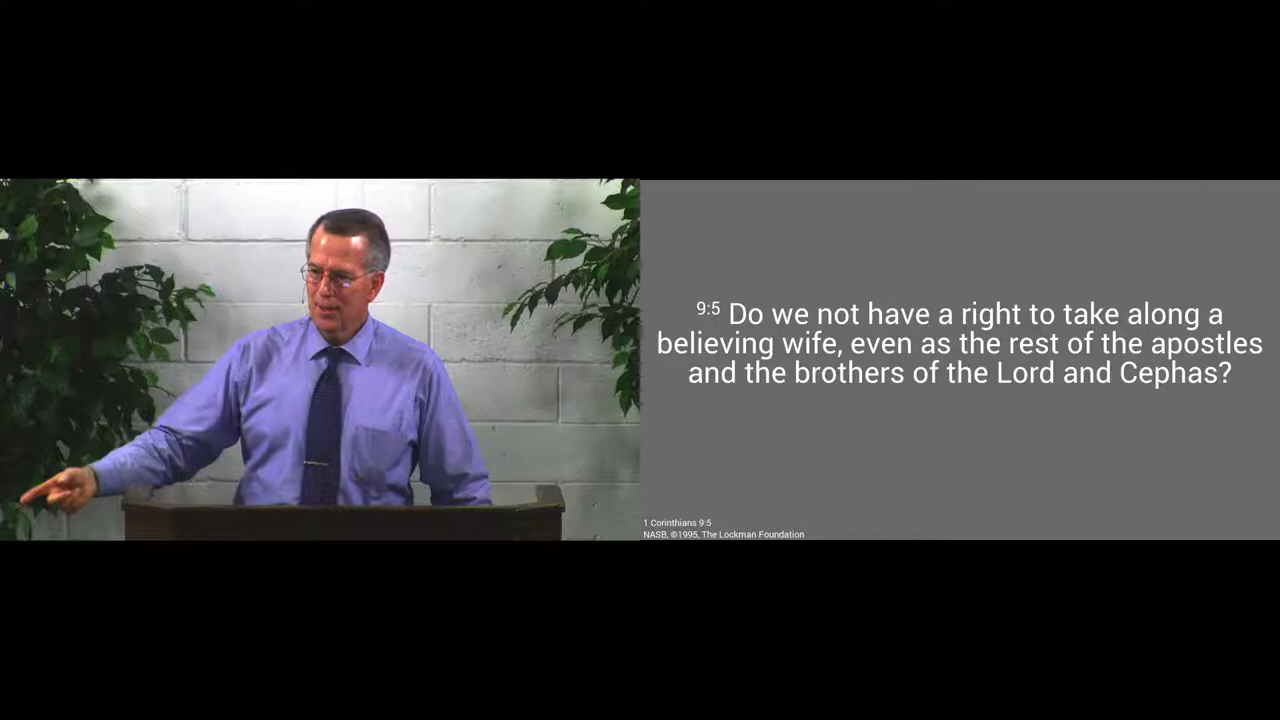 9:5 Do we not have a right to take along a
believing wife, even as the rest of the apostles
and the brothers of the Lord and Cephas?
1 Corinthians 9:5
NASB, ©1995, The Lockman Foundation